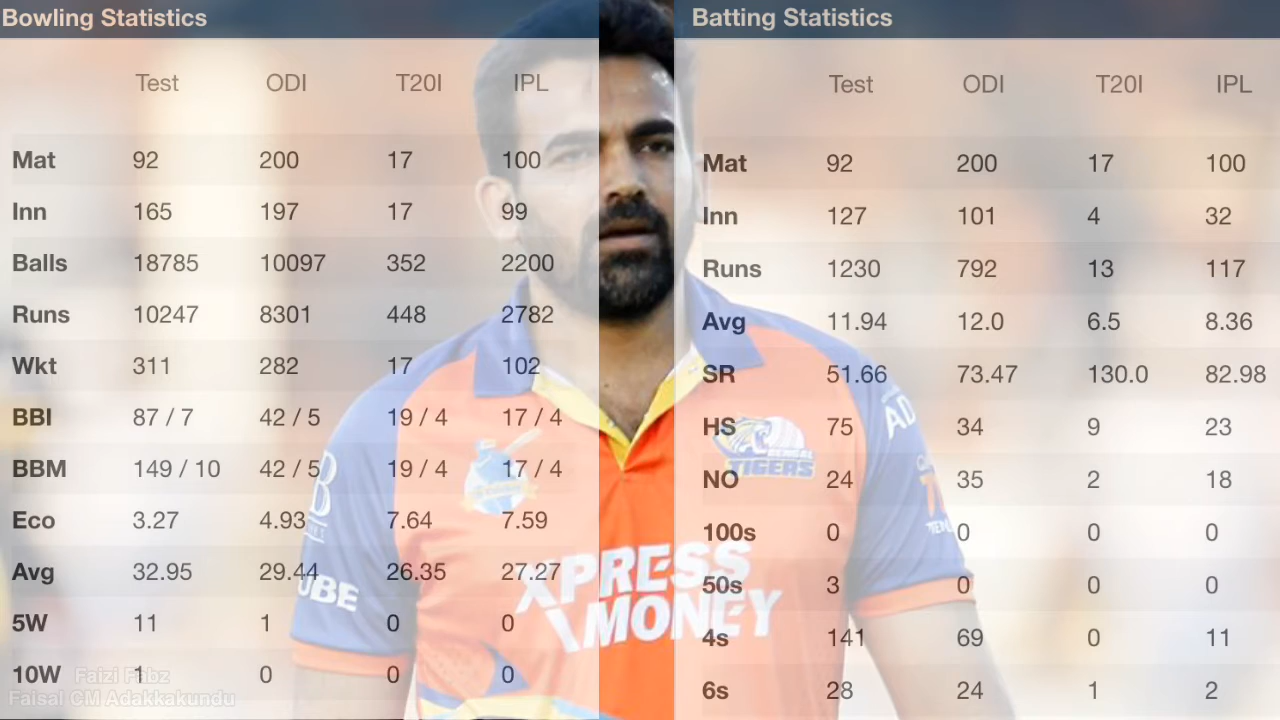 Bowling Statistics
Test ODI T20I IPL
Mat 92 200 17 100
Inn 165 197 17 99
Balls 18785 10097 352 2200
Runs 10247 8301 448 2782
Wkt 311 282 17 102
BBI 87 / 7 42 / 5 19 / 4 17 / 4
BBM 149 / 10 42 / 5 19 / 4 17 / 4
Eco 3.27 4.93 7.64 7.59
Avg 32.95 29.44 26.35 27.27
5W 11 1 0 0
10W 1 0 0 0
Faizi Fabz
Faisal CM Adakkakundu
Batting Statistics
Test ODI T20I IPL
Mat 92 200 17 100
Inn 127 101 4 32
Runs 1230 792 13 117
Avg 11.94 12.0 6.5 8.36
SR 51.66 73.47 130.0 82.98
HS 75 34 9 23
NO 24 35 2 18
100s 0 0 0 0
50s 3 0 0 0
4s 141 69 0 11
6s 28 24 1 2
BENGAL
TIGERS
XPRESS
MONEY